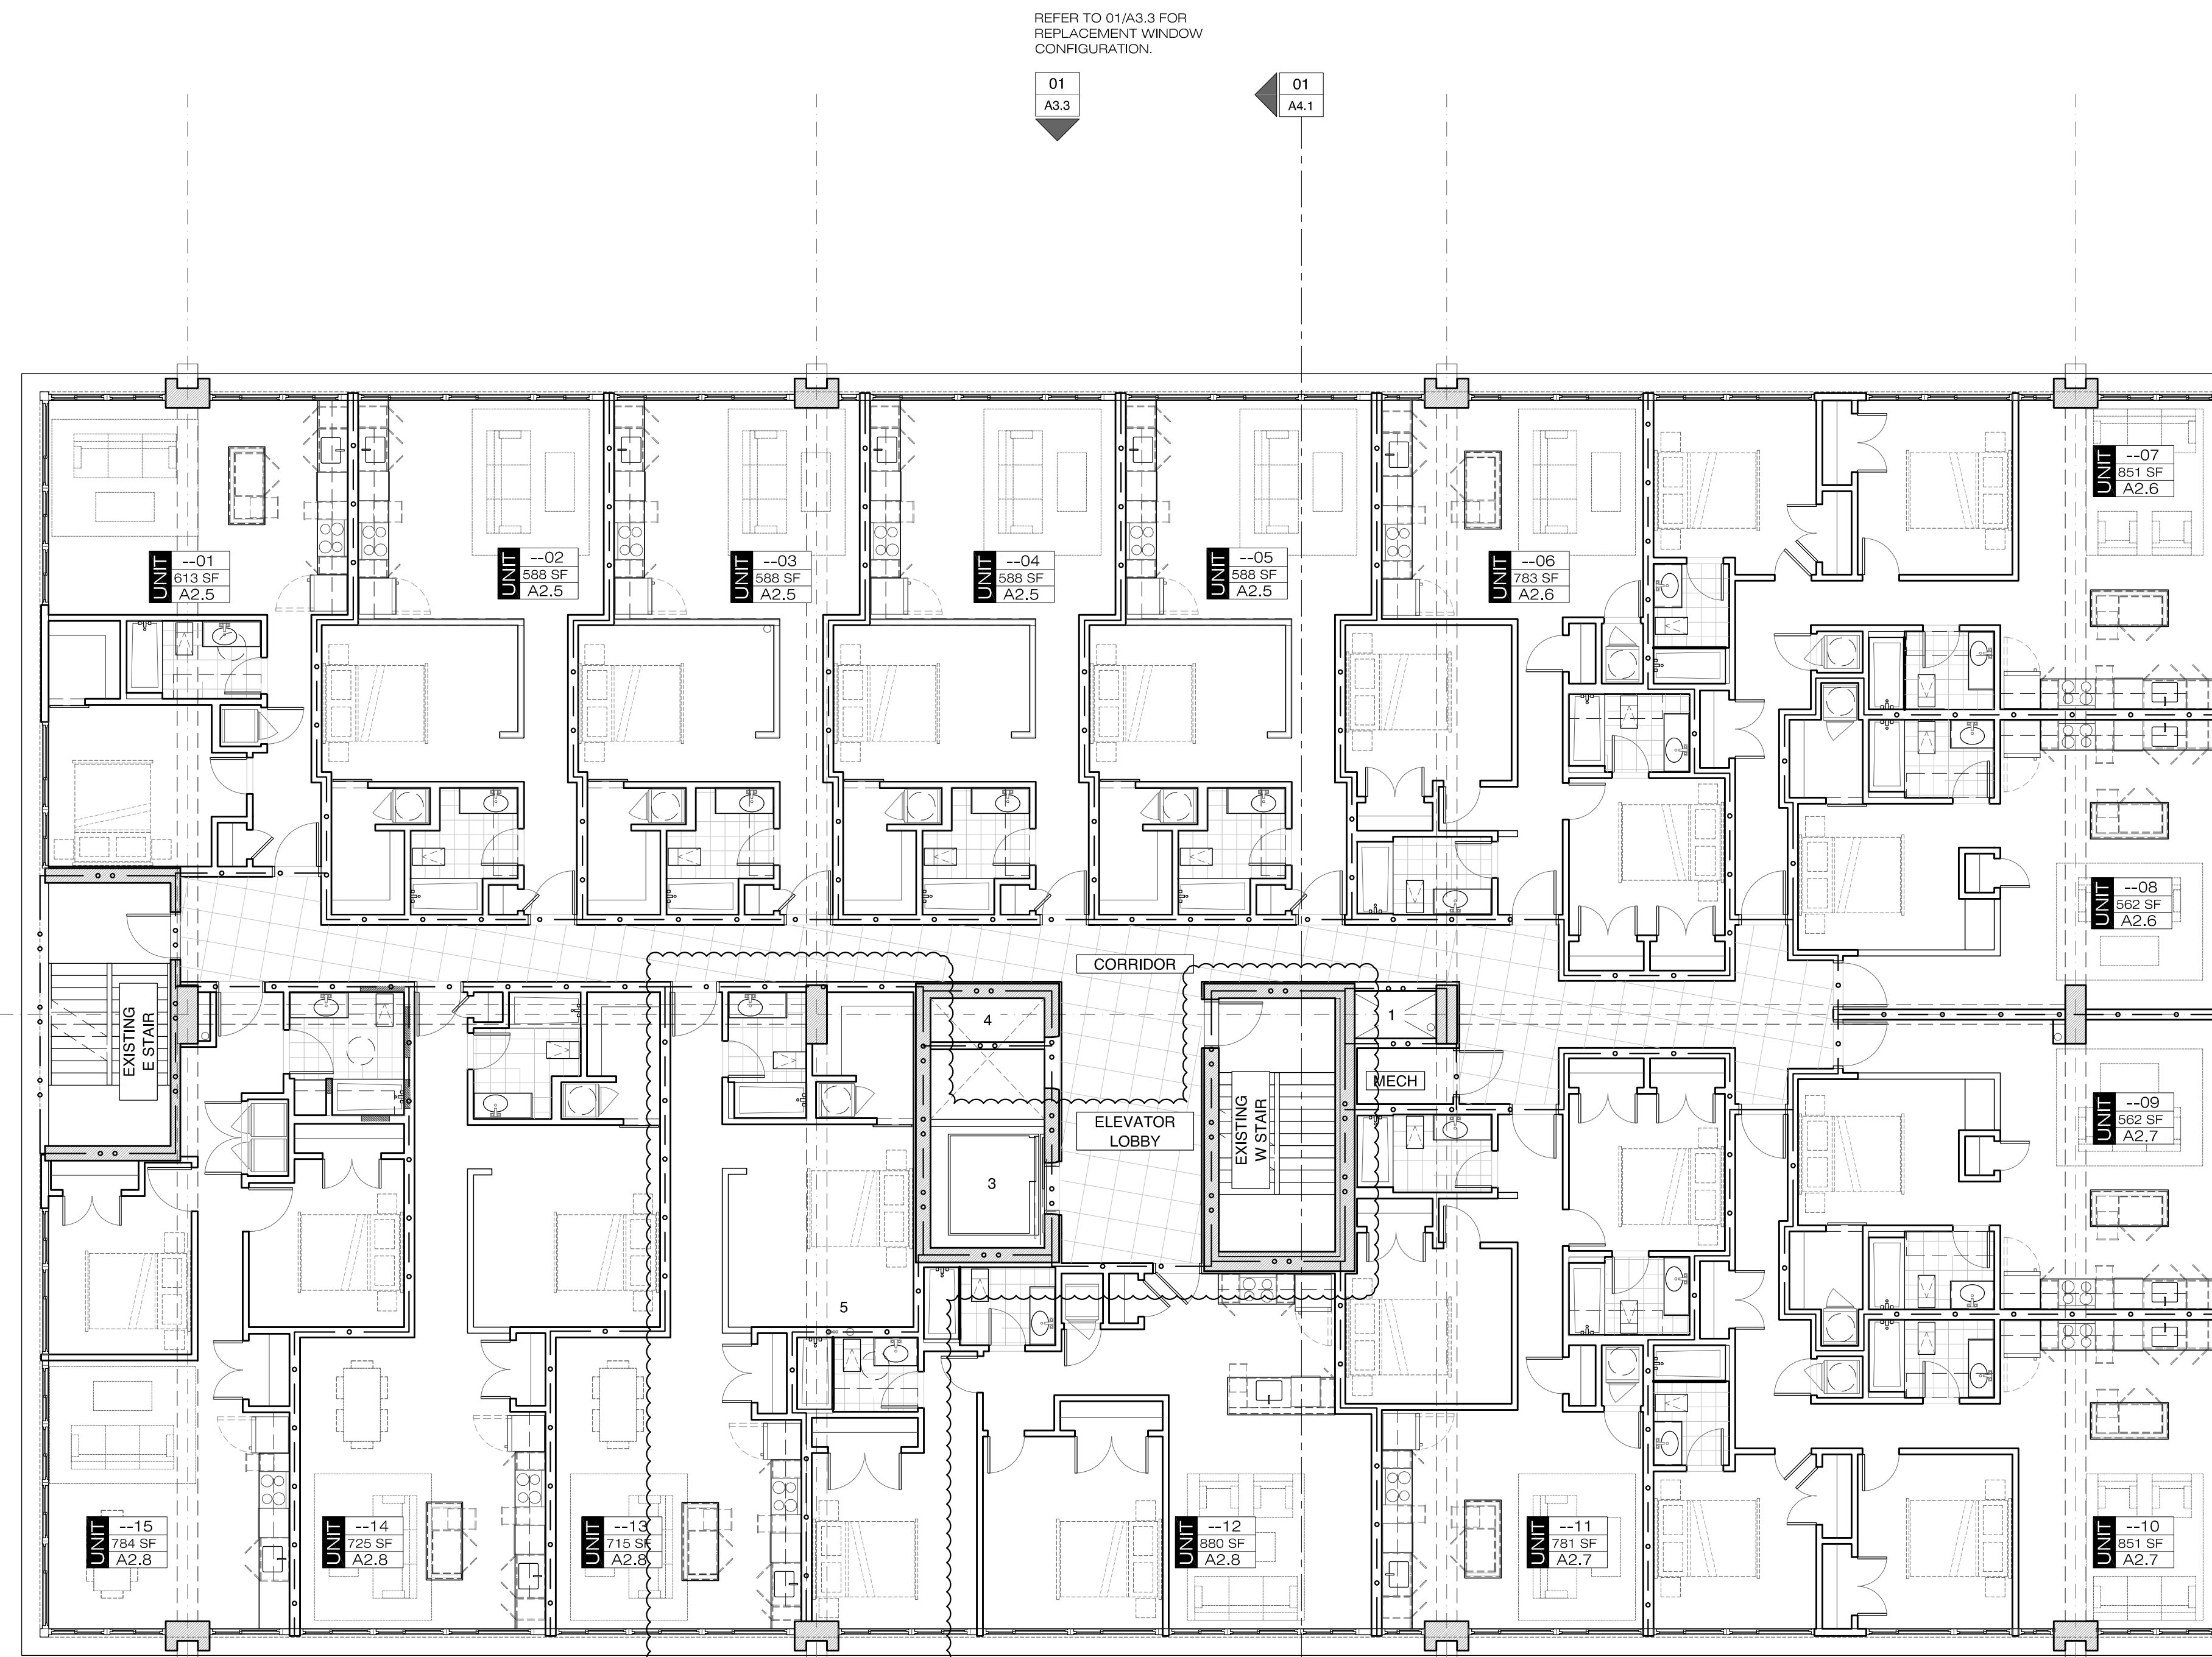 REFER TO 01/A3.3 FOR
REPLACEMENT WINDOW
CONFIGURATION.
01
A3.3
01
A4.1
UNIT
--07
851 SF
A2.6
UNIT
--01
613 SF
A2.5
UNIT
--02
588 SF
A2.5
UNIT
--03
588 SF
A2.5
UNIT
--04
588 SF
A2.5
UNIT
--05
588 SF
A2.5
UNIT
--06
783 SF
A2.6
UNIT
--08
562 SF
A2.6
CORRIDOR
EXISTING
E STAIR
4
1
MECH
ELEVATOR
LOBBY
EXISTING
W STAIR
3
UNIT
--09
562 SF
A2.7
5
UNIT
--15
784 SF
A2.8
UNIT
--14
725 SF
A2.8
UNIT
--13
715 SF
A2.8
UNIT
--12
880 SF
A2.8
UNIT
--11
781 SF
A2.7
UNIT
--10
851 SF
A2.7